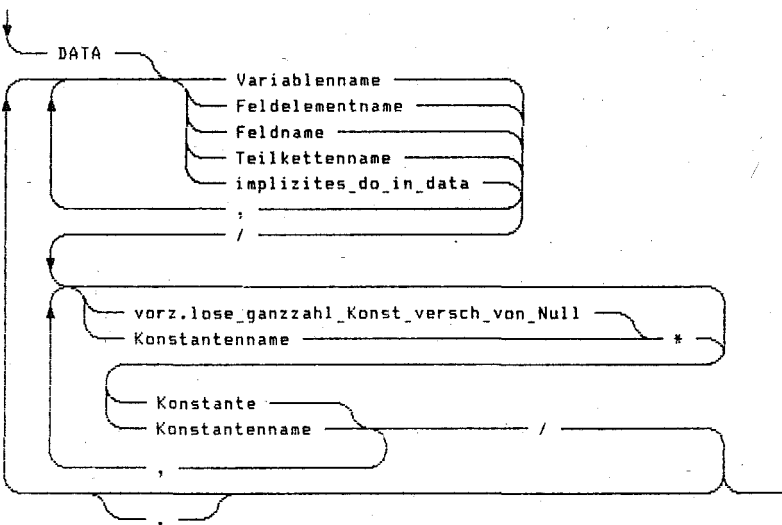 DATA
Variablenname
Feldelementname
Feldname
Teilkettenname
implizites_do_in_data
,
/
vorz.lose_ganzzahl_Konst_versch_von_Null
Konstantenname *
Konstante
Konstantenname /
,
,